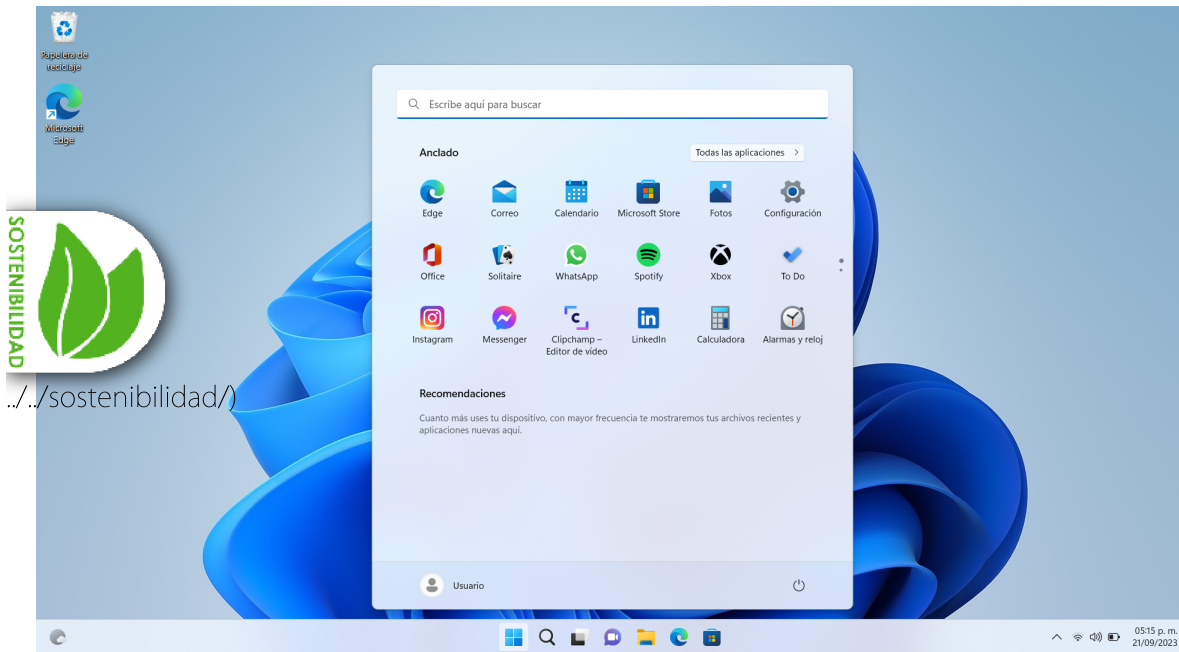 Papelera de
reciclaje
Microsoft
Edge
SOSTENIBILIDAD
../../sostenibilidad/)
Escribe aquí para buscar
Anclado
Todas las aplicaciones
Edge
Correo
Calendario
Microsoft Store
Fotos
Configuración
Office
Solitaire
WhatsApp
Spotify
Xbox
To Do
Instagram
Messenger
Clipchamp –
Editor de vídeo
LinkedIn
Calculadora
Alarmas y reloj
Recomendaciones
Cuanto más uses tu dispositivo, con mayor frecuencia te mostraremos tus archivos recientes y
aplicaciones nuevas aquí.
Usuario
05:15 p. m.
21/09/2023